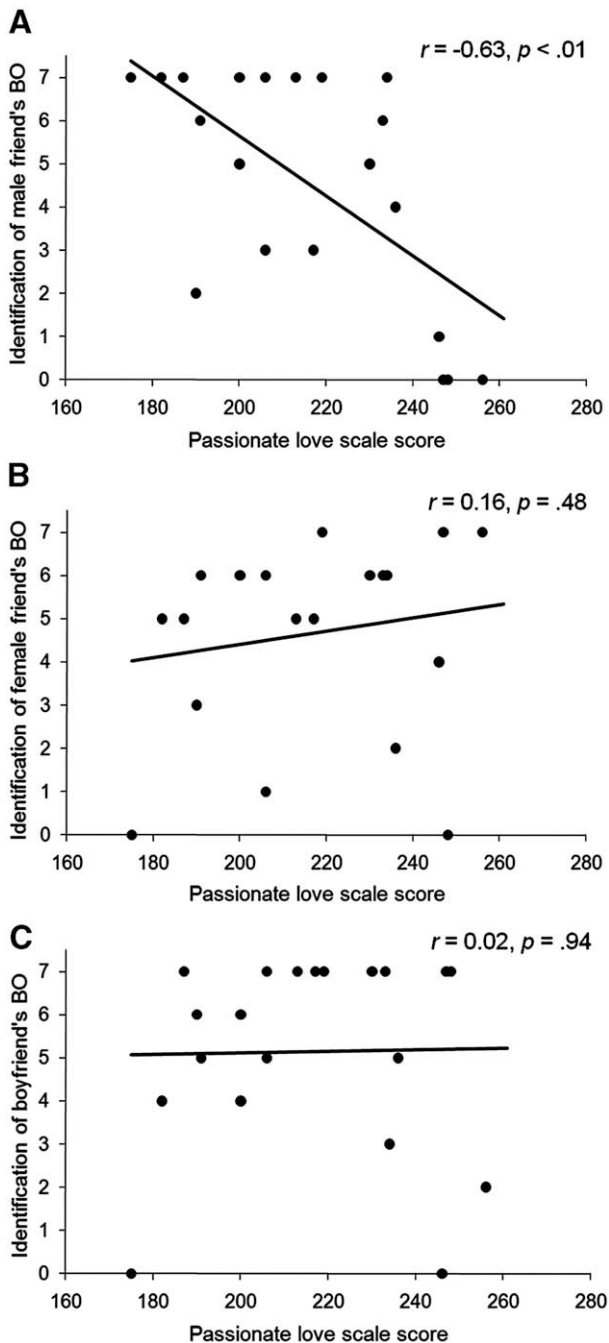 A
r = -0.63, p < .01
Identification of male friend's BO
7
6
5
4
3
2
1
0
160 180 200 220 240 260 280
Passionate love scale score
B
r = 0.16, p = .48
Identification of female friend's BO
7
6
5
4
3
2
1
0
160 180 200 220 240 260 280
Passionate love scale score
C
r = 0.02, p = .94
Identification of boyfriend's BO
7
6
5
4
3
2
1
0
160 180 200 220 240 260 280
Passionate love scale score